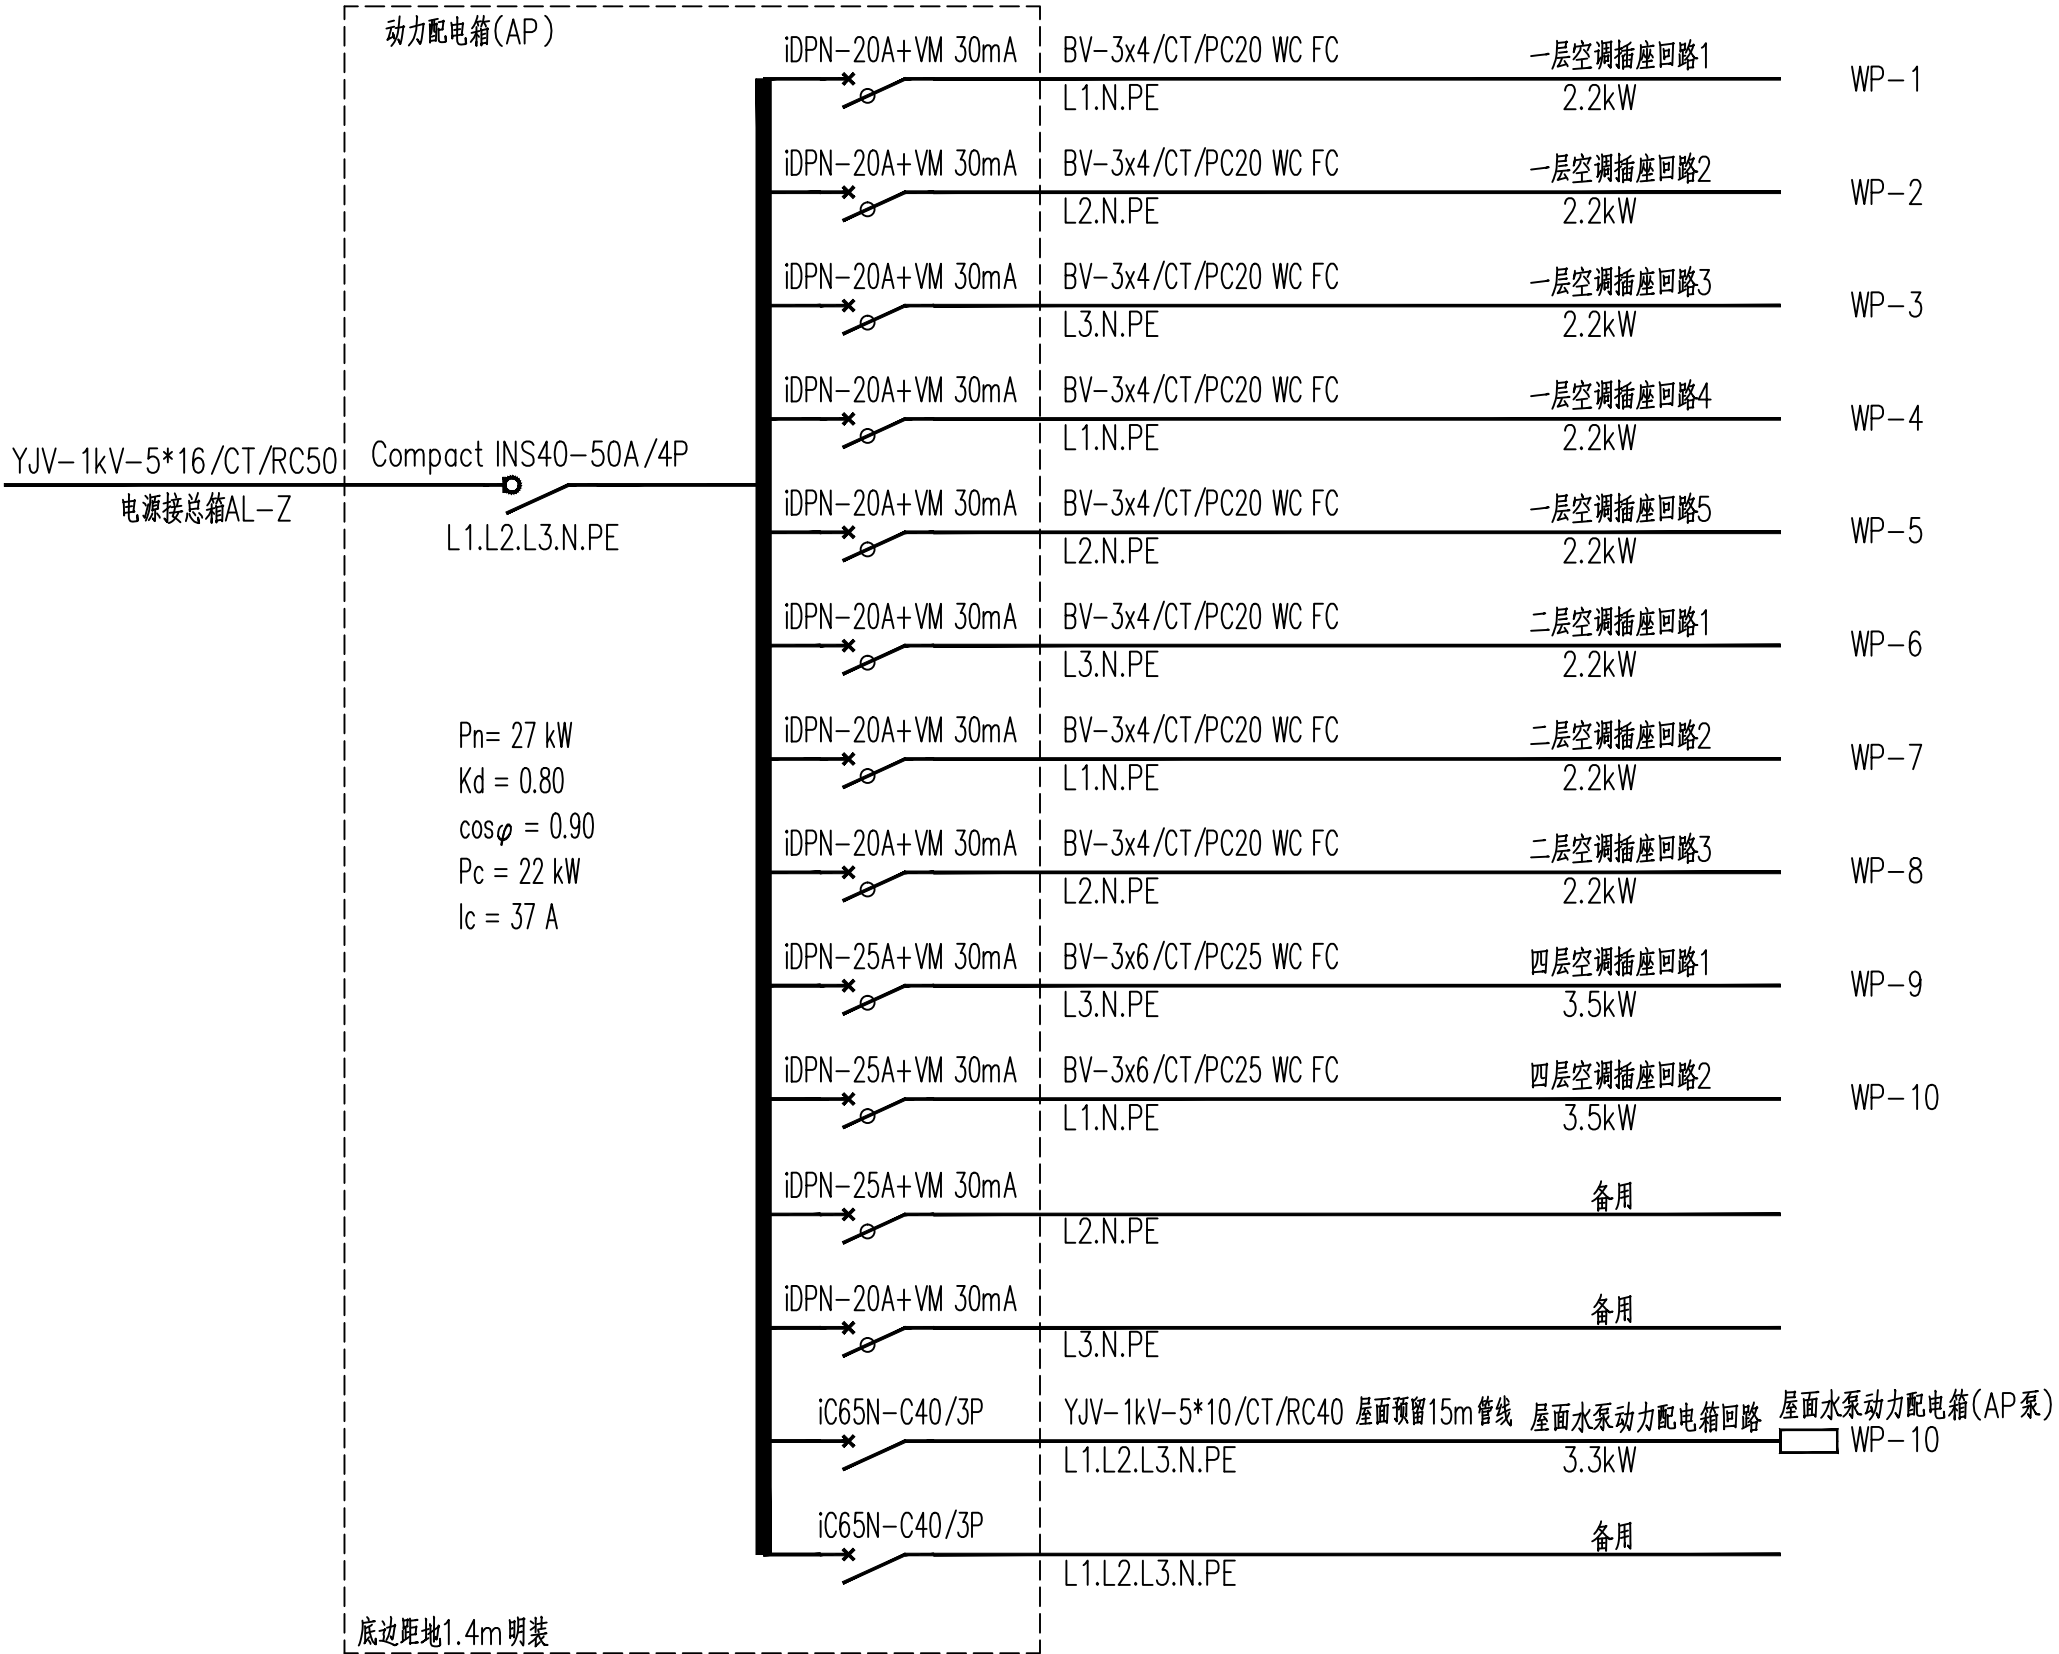 动力配电箱(AP)
iDPN-20A+VM 30mA BV-3x4/CT/PC20 WC FC 一层空调插座回路1 WP-1
L1.N.PE 2.2kW
iDPN-20A+VM 30mA BV-3x4/CT/PC20 WC FC 一层空调插座回路2 WP-2
L2.N.PE 2.2kW
iDPN-20A+VM 30mA BV-3x4/CT/PC20 WC FC 一层空调插座回路3 WP-3
L3.N.PE 2.2kW
iDPN-20A+VM 30mA BV-3x4/CT/PC20 WC FC 一层空调插座回路4 WP-4
L1.N.PE 2.2kW
YJV-1kV-5*16/CT/RC50 Compact INS40-50A/4P
电源接总箱AL-Z
L1.L2.L3.N.PE
iDPN-20A+VM 30mA BV-3x4/CT/PC20 WC FC 一层空调插座回路5 WP-5
L2.N.PE 2.2kW
iDPN-20A+VM 30mA BV-3x4/CT/PC20 WC FC 二层空调插座回路1 WP-6
L3.N.PE 2.2kW
Pn= 27 kW
Kd = 0.80
cosφ = 0.90
Pc = 22 kW
Ic = 37 A
iDPN-20A+VM 30mA BV-3x4/CT/PC20 WC FC 二层空调插座回路2 WP-7
L1.N.PE 2.2kW
iDPN-20A+VM 30mA BV-3x4/CT/PC20 WC FC 二层空调插座回路3 WP-8
L2.N.PE 2.2kW
iDPN-25A+VM 30mA BV-3x6/CT/PC25 WC FC 四层空调插座回路1 WP-9
L3.N.PE 3.5kW
iDPN-25A+VM 30mA BV-3x6/CT/PC25 WC FC 四层空调插座回路2 WP-10
L1.N.PE 3.5kW
iDPN-25A+VM 30mA 备用
L2.N.PE
iDPN-20A+VM 30mA 备用
L3.N.PE
iC65N-C40/3P YJV-1kV-5*10/CT/RC40 屋面预留15m管线 屋面水泵动力配电箱回路 屋面水泵动力配电箱(AP泵)
WP-10
L1.L2.L3.N.PE 3.3kW
iC65N-C40/3P 备用
L1.L2.L3.N.PE
底边距地1.4m明装